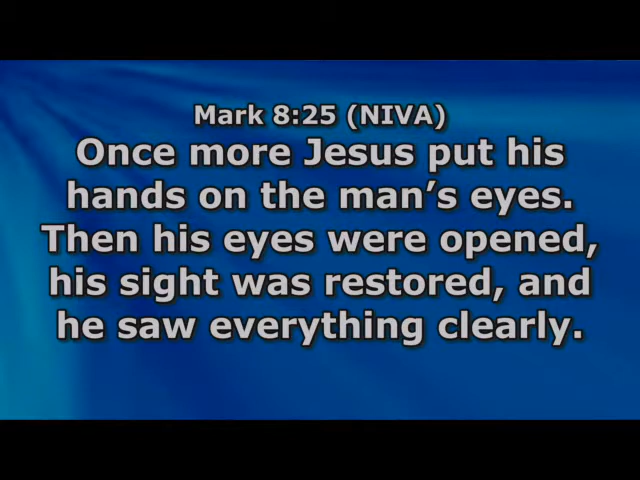 Mark 8:25 (NIVA)
Once more Jesus put his
hands on the man’s eyes.
Then his eyes were opened,
his sight was restored, and
he saw everything clearly.